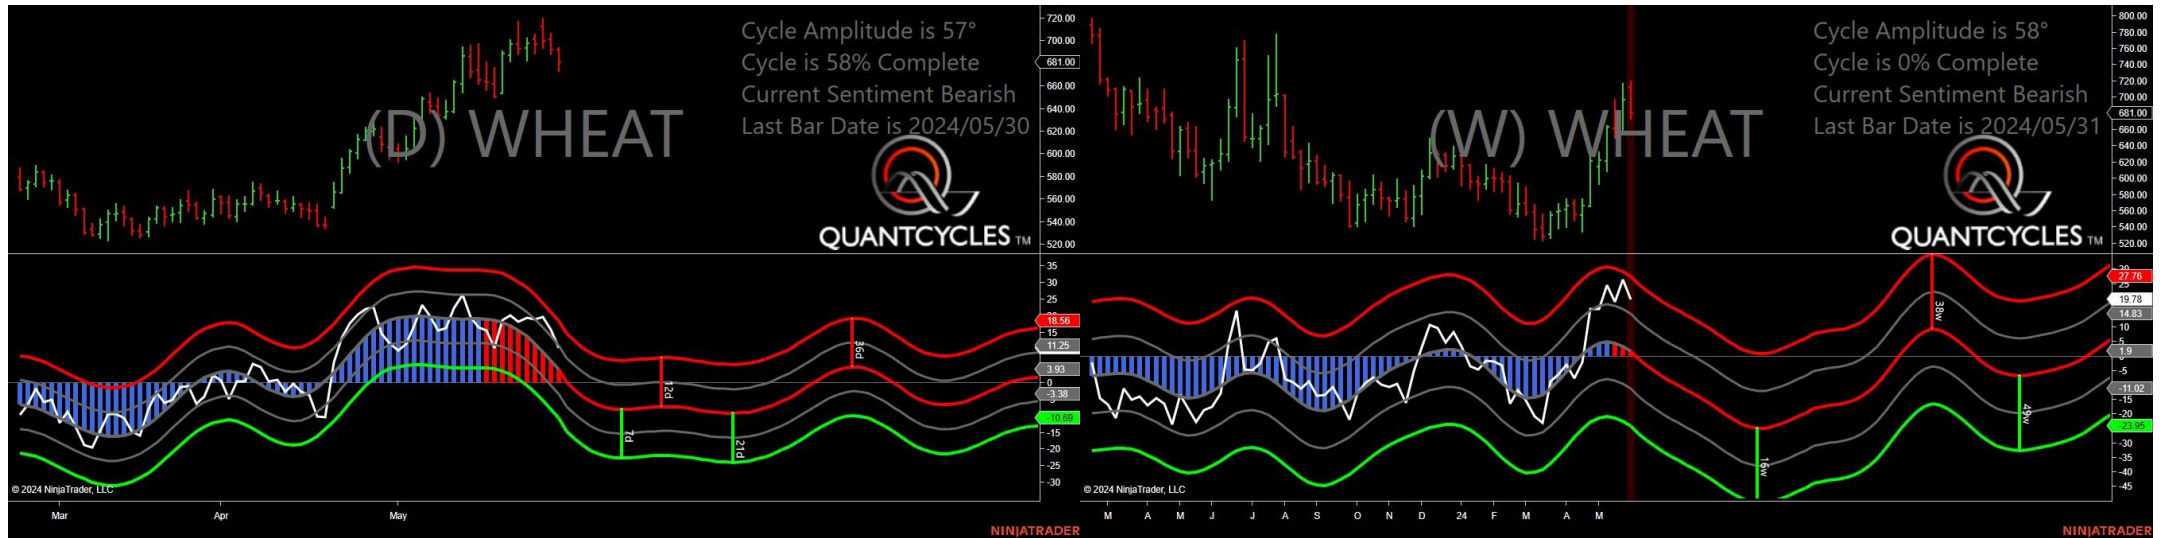 Cycle Amplitude is 57°
Cycle is 58% Complete
Current Sentiment Bearish
Last Bar Date is 2024/05/30
(D) WHEAT
QUANTCYCLES TM
720.00
700.00
681.00
660.00
640.00
620.00
600.00
580.00
560.00
540.00
520.00
35
30
25
18.56
15
11.25
3.93
0
-3.38
-10.69
-15
-20
-25
-30
7d
12d
21d
36d
© 2024 NinjaTrader, LLC
Mar Apr May
NINJATRADER
Cycle Amplitude is 58°
Cycle is 0% Complete
Current Sentiment Bearish
Last Bar Date is 2024/05/31
(W) WHEAT
QUANTCYCLES TM
800.00
780.00
760.00
740.00
720.00
700.00
681.00
660.00
640.00
620.00
600.00
580.00
560.00
540.00
520.00
27.76
25
19.78
14.83
10
1.9
-5
-11.02
-15
-20
-23.95
-30
-35
-40
-45
16w
38w
49w
© 2024 NinjaTrader, LLC
M A M J J A S O N D 24 F M A M
NINJATRADER